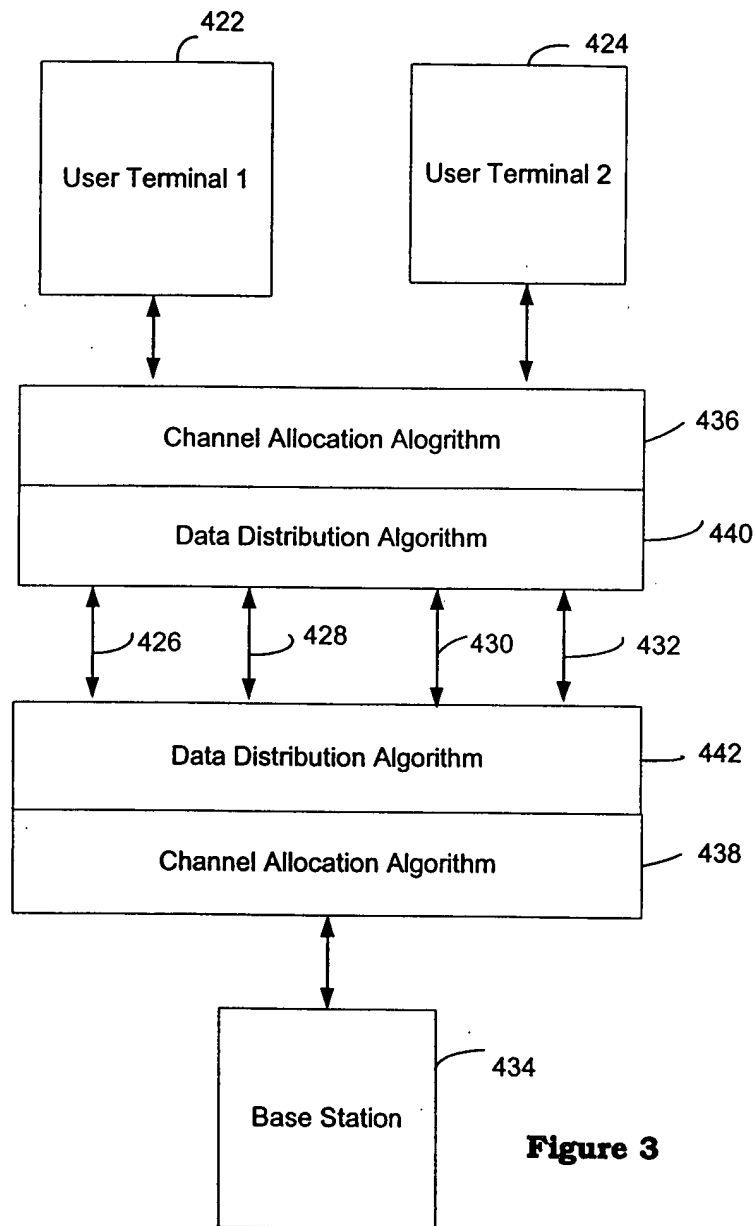 422
424
User Terminal 1
User Terminal 2
Channel Allocation Alogrithm
436
Data Distribution Algorithm
440
426
428
430
432
Data Distribution Algorithm
442
Channel Allocation Algorithm
438
434
Base Station
Figure 3